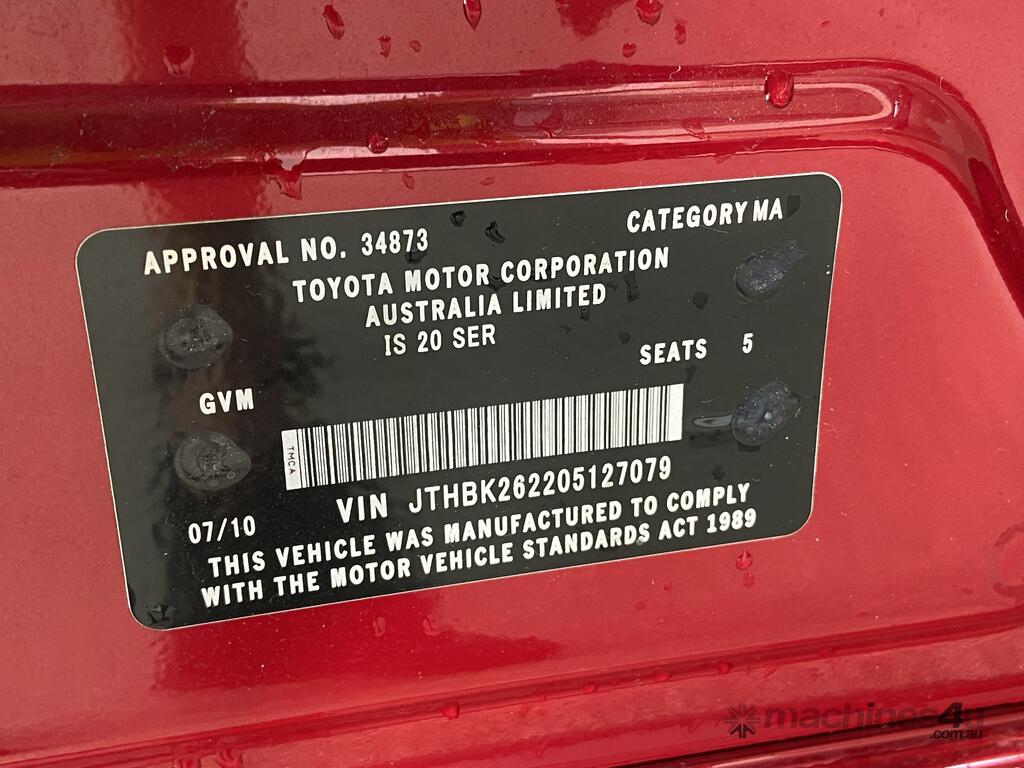 APPROVAL NO. 34873
CATEGORY MA
TOYOTA MOTOR CORPORATION
AUSTRALIA LIMITED
IS 20 SER
SEATS 5
GVM
TMCA
VIN JTHBK262205127079
07/10
THIS VEHICLE WAS MANUFACTURED TO COMPLY
WITH THE MOTOR VEHICLE STANDARDS ACT 1989
machines4u
.com.au